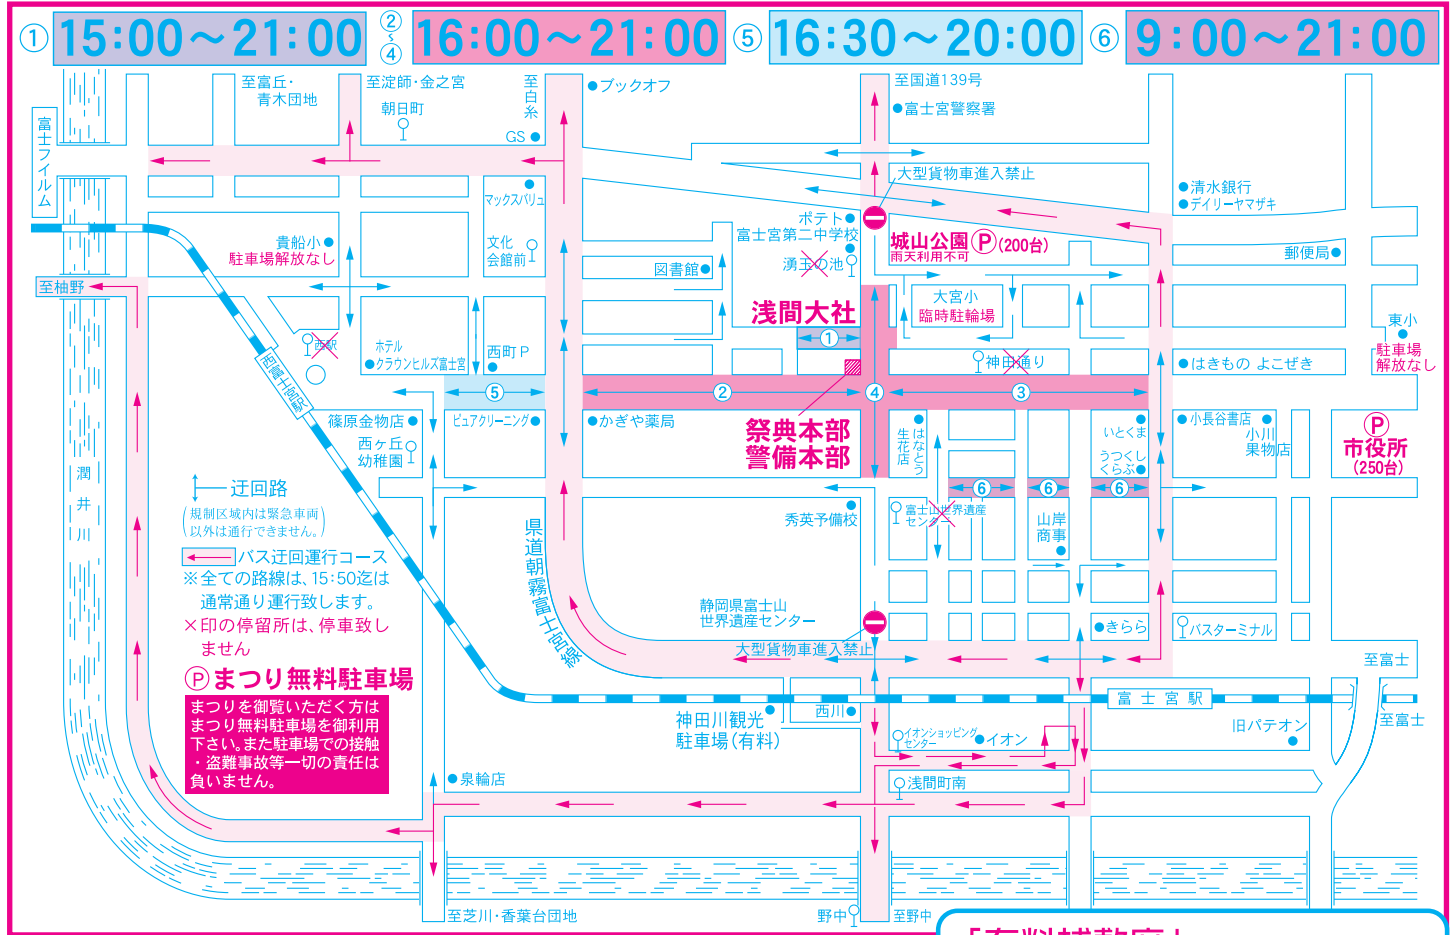 ① 15:00～21:00
②～④ 16:00～21:00
⑤ 16:30～20:00
⑥ 9:00～21:00
至富丘・
青木団地
至淀師・金之宮
朝日町
至白糸
ブックオフ
GS
至国道139号
富士宮警察署
富士フイルム
マックスバリュ
大型貨物車進入禁止
清水銀行
デイリーヤマザキ
ポテト
富士宮第二中学校
湧玉の池
城山公園 P (200台)
雨天利用不可
貴船小
駐車場解放なし
文化
会館前
図書館
郵便局
至柚野
大宮小
臨時駐輪場
浅間大社
①
東小
駐車場
解放なし
西駅
ホテル
クラウンヒルズ富士宮
西町P
神田通り
はきもの よこぜき
西富士宮駅
⑤
②
④
③
篠原金物店
ピュアクリーニング
かぎや薬局
祭典本部
警備本部
はなとう
生花店
いとくま
うつくし
くらぶ
小長谷書店
小川
果物店
P
市役所
(250台)
西ヶ丘
幼稚園
潤井川
迂回路
(規制区域内は緊急車両
以外は通行できません。)
⑥
⑥
⑥
秀英予備校
富士山世界遺産
センター
山岸
商事
県道朝霧富士宮線
バス迂回運行コース
※全ての路線は、15:50迄は
通常通り運行致します。
×印の停留所は、停車致し
ません
静岡県富士山
世界遺産センター
きらら
バスターミナル
大型貨物車進入禁止
至富士
Pまつり無料駐車場
まつりを御覧いただく方は
まつり無料駐車場を御利用
下さい。また駐車場での接触
・盗難事故等一切の責任は
負いません。
富士宮駅
至富士
神田川観光
駐車場(有料)
西川
旧パテオン
イオンショッピング
センター
イオン
泉輪店
浅間町南
至芝川・香葉台団地
野中
至野中